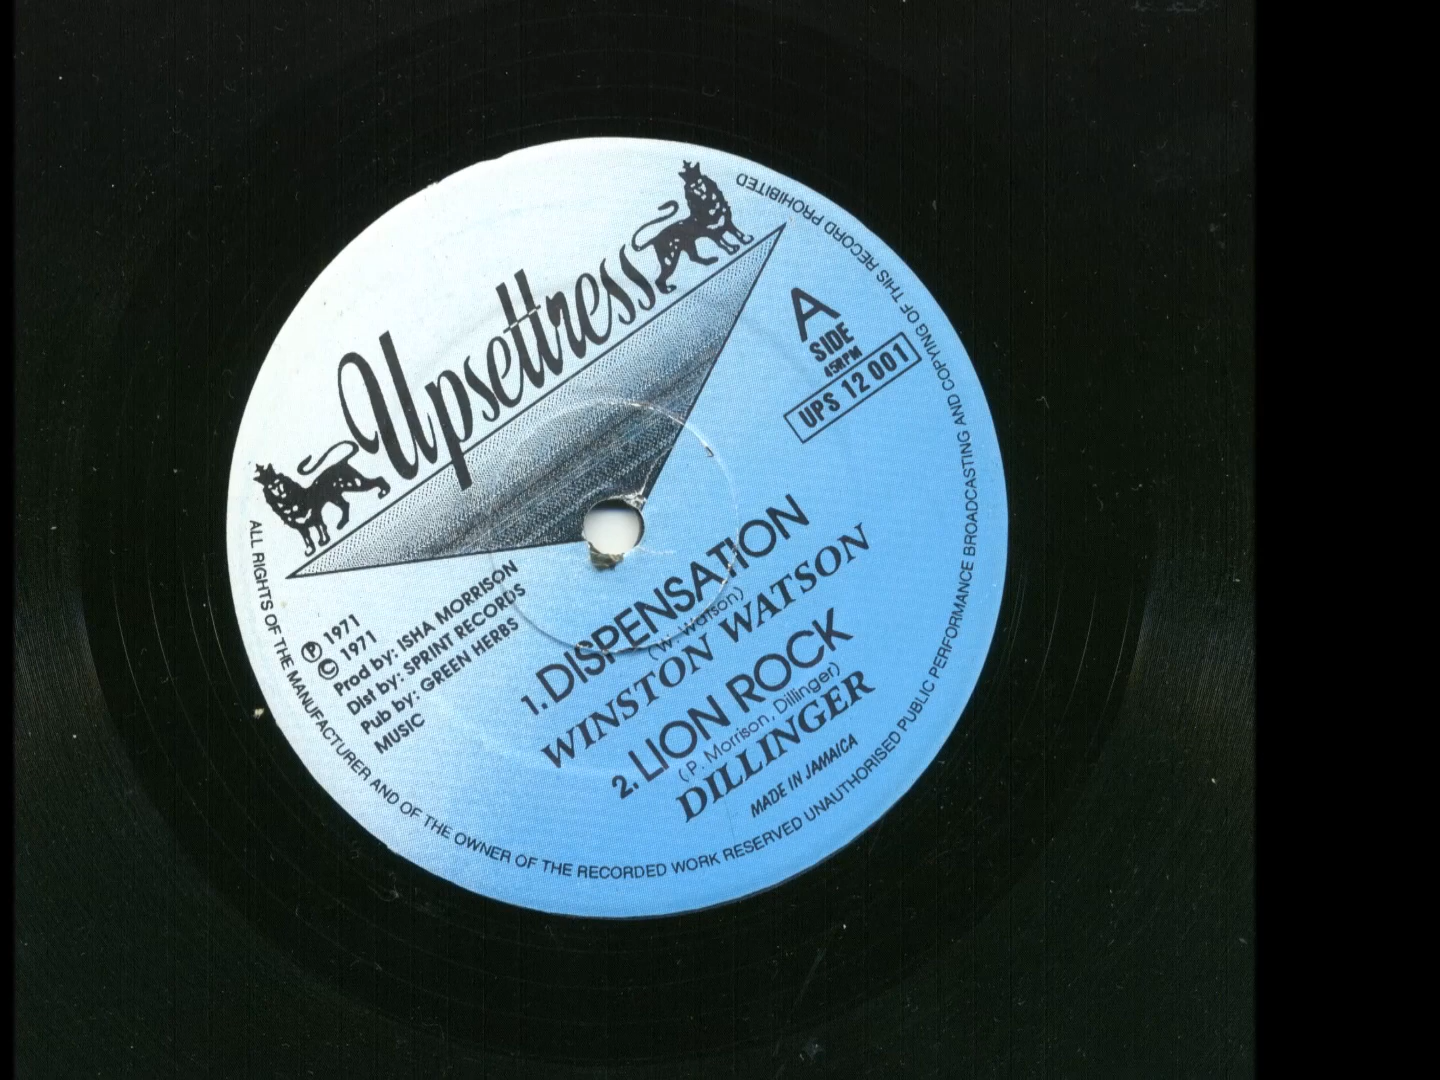 Upsettress
A
SIDE
45RPM
UPS 12 001
℗ 1971
© 1971
Prod by: ISHA MORRISON
Dist by: SPRINT RECORDS
Pub by: GREEN HERBS
MUSIC
1. DISPENSATION
(W. Watson)
WINSTON WATSON
2. LION ROCK
(P. Morrison, Dillinger)
DILLINGER
MADE IN JAMAICA
ALL RIGHTS OF THE MANUFACTURER AND OF THE OWNER OF THE RECORDED WORK RESERVED UNAUTHORISED PUBLIC PERFORMANCE BROADCASTING AND COPYING OF THIS RECORD PROHIBITED